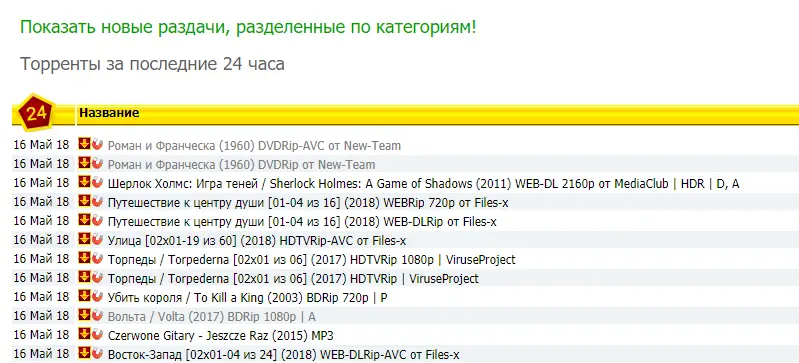 Показать новые раздачи, разделенные по категориям!
Торренты за последние 24 часа
24 Название
16 Май 18 Роман и Франческа (1960) DVDRip-AVC от New-Team
16 Май 18 Роман и Франческа (1960) DVDRip от New-Team
16 Май 18 Шерлок Холмс: Игра теней / Sherlock Holmes: A Game of Shadows (2011) WEB-DL 2160p от MediaClub | HDR | D, A
16 Май 18 Путешествие к центру души [01-04 из 16] (2018) WEBRip 720p от Files-x
16 Май 18 Путешествие к центру души [01-04 из 16] (2018) WEB-DLRip от Files-x
16 Май 18 Улица [02x01-19 из 60] (2018) HDTVRip-AVC от Files-x
16 Май 18 Торпеды / Torpederna [02x01 из 06] (2017) HDTVRip 1080p | ViruseProject
16 Май 18 Торпеды / Torpederna [02x01 из 06] (2017) HDTVRip | ViruseProject
16 Май 18 Убить короля / To Kill a King (2003) BDRip 720p | P
16 Май 18 Вольта / Volta (2017) BDRip 1080p | A
16 Май 18 Czerwone Gitary - Jeszcze Raz (2015) MP3
16 Май 18 Восток-Запад [02x01-04 из 24] (2018) WEB-DLRip-AVC от Files-x